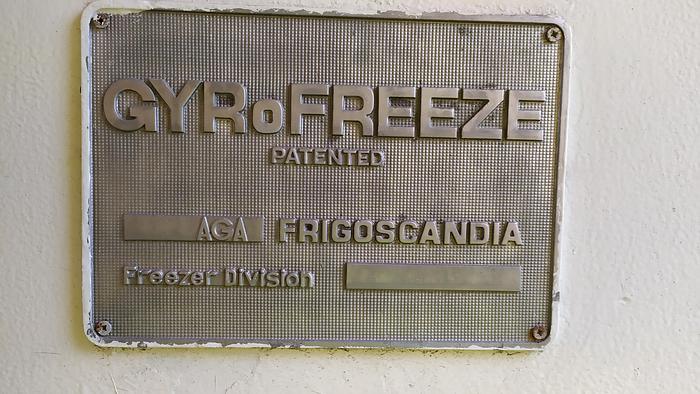 GYRoFREEZE
PATENTED
AGA FRIGOSCANDIA
Freezer Division